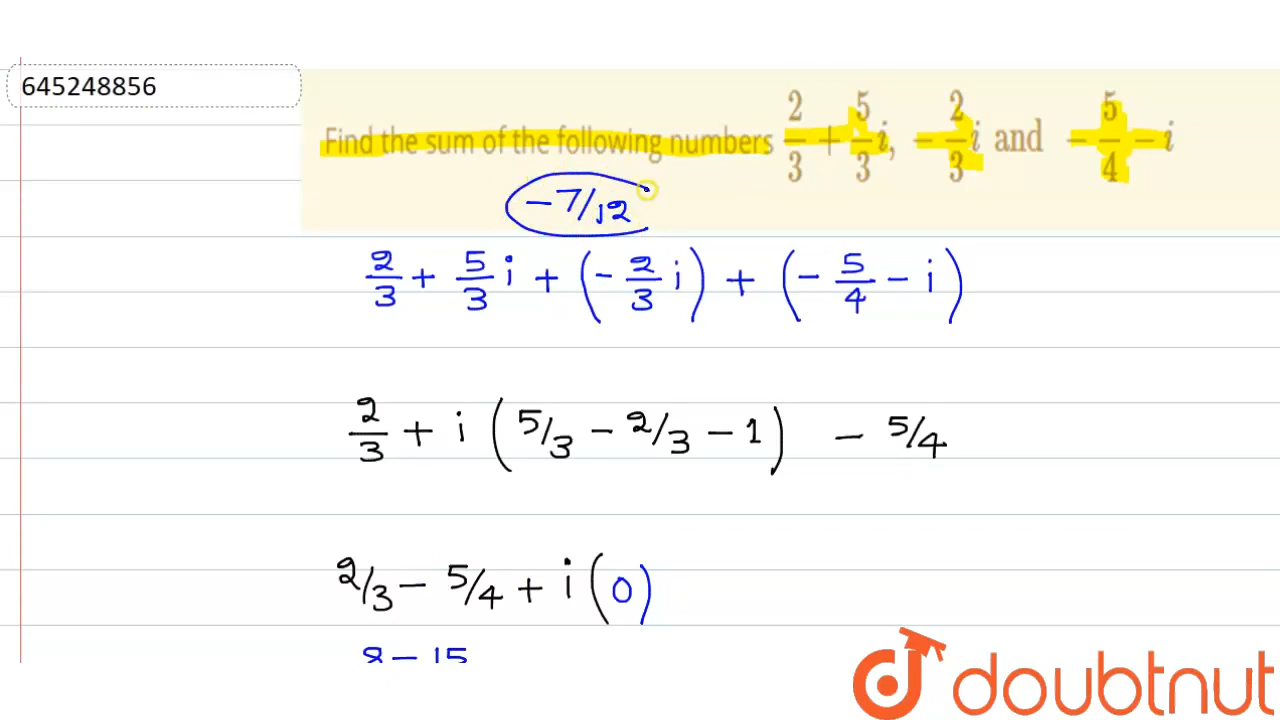 645248856
Find the sum of the following numbers 2/3 + 5/3 i, - 2/3 i and - 5/4 - i
- 7/12
2/3 + 5/3 i + (- 2/3 i) + (- 5/4 - i)
2/3 + i (5/3 - 2/3 - 1) - 5/4
2/3 - 5/4 + i (0)
8 - 15
doubtnut